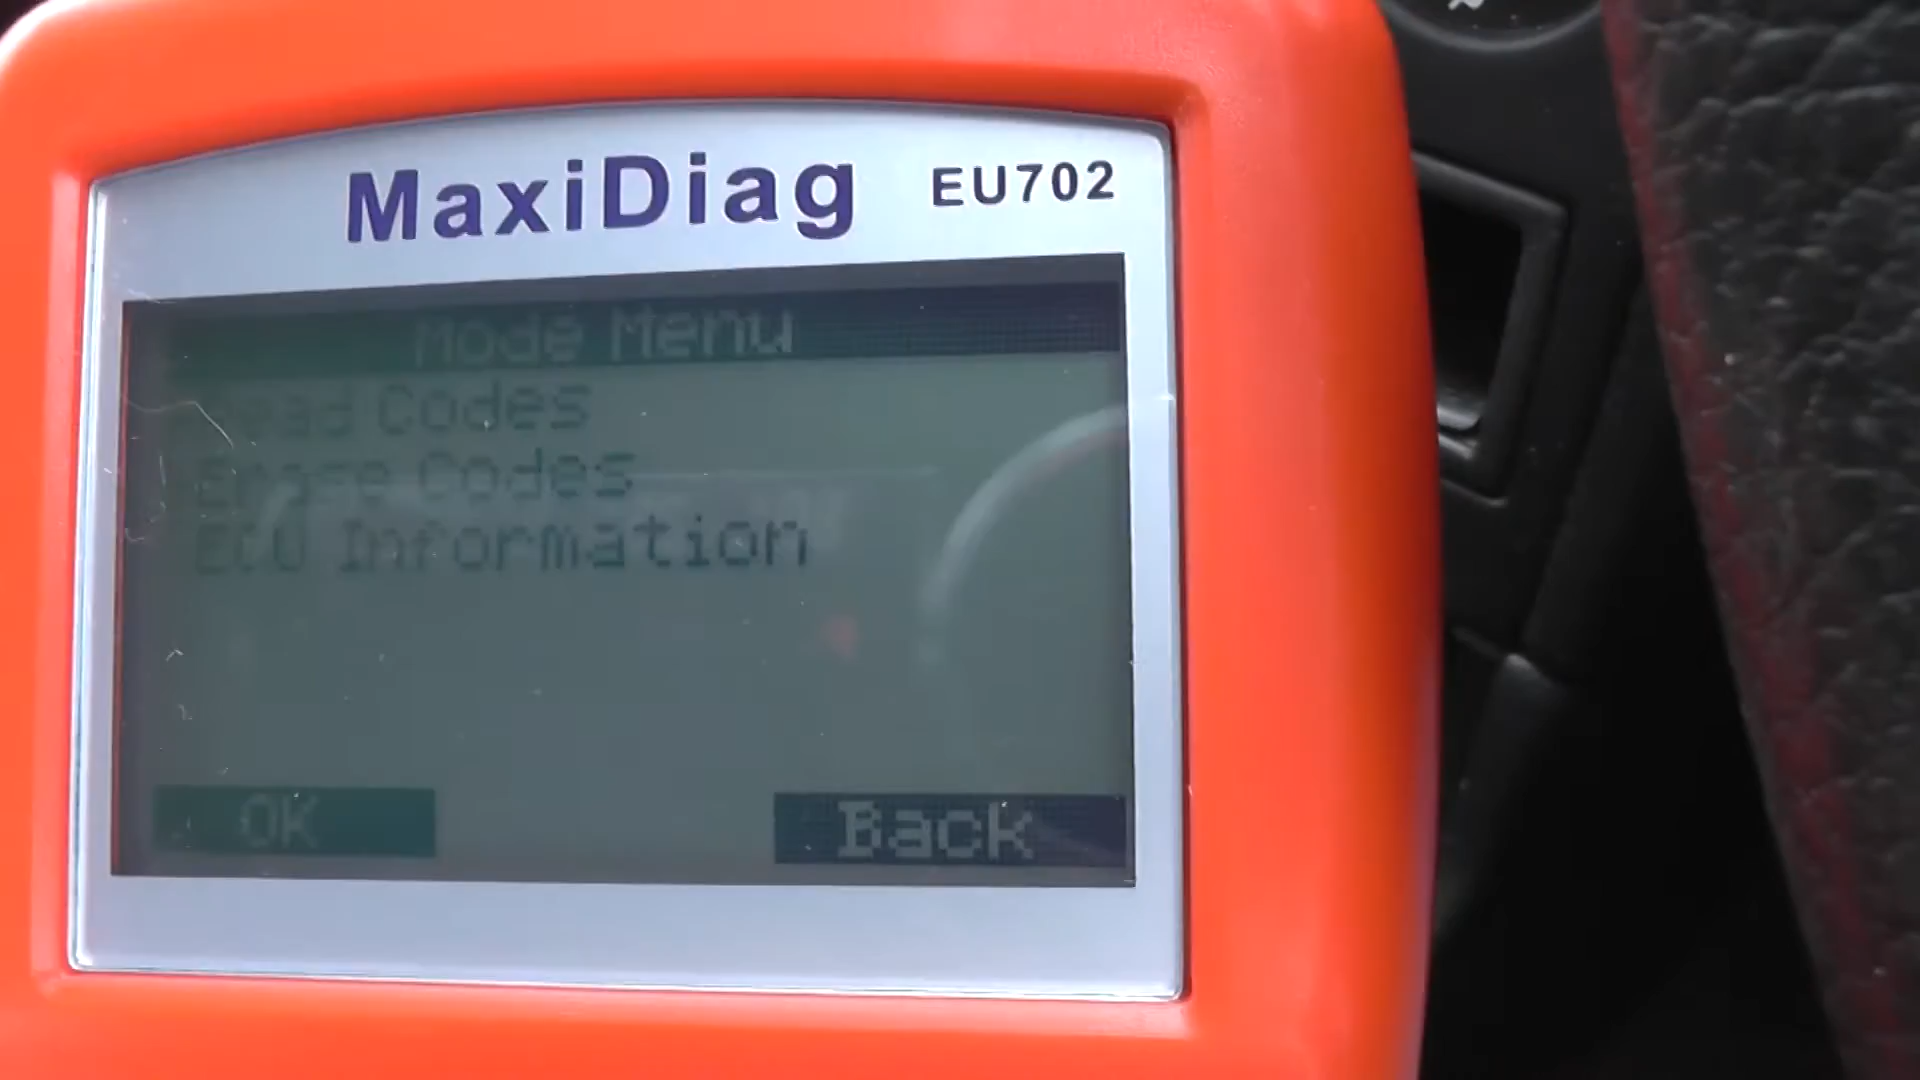 MaxiDiag EU702
Mode Menu
Read Codes
Erase Codes
ECU Information
OK Back